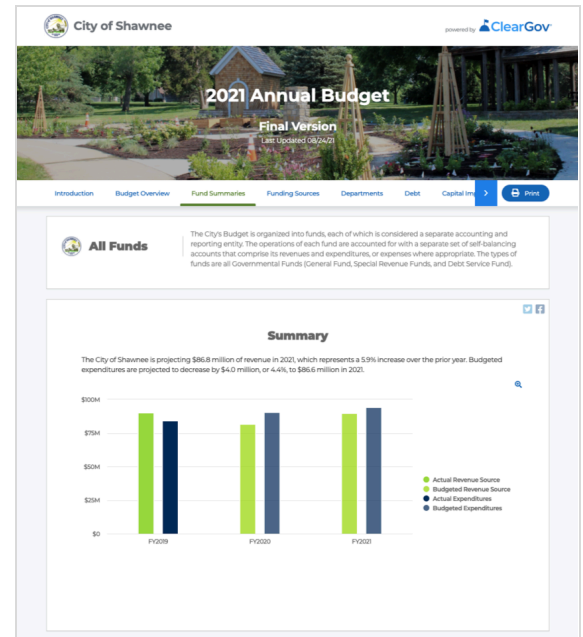 City of Shawnee
powered by ClearGov
2021 Annual Budget
Final Version
Last Updated 08/24/21
Introduction Budget Overview Fund Summaries Funding Sources Departments Debt Capital Im > Print
All Funds
The City's Budget is organized into funds, each of which is considered a separate accounting and
reporting entity. The operations of each fund are accounted for with a separate set of self-balancing
accounts that comprise its revenues and expenditures, or expenses where appropriate. The types of
funds are all Governmental Funds (General Fund, Special Revenue Funds, and Debt Service Fund).
Summary
The City of Shawnee is projecting $86.8 million of revenue in 2021, which represents a 5.9% increase over the prior year. Budgeted
expenditures are projected to decrease by $4.0 million, or 4.4%, to $86.6 million in 2021.
$100M
$75M
$50M
$25M
$0
FY2019 FY2020 FY2021
Actual Revenue Source
Budgeted Revenue Source
Actual Expenditures
Budgeted Expenditures